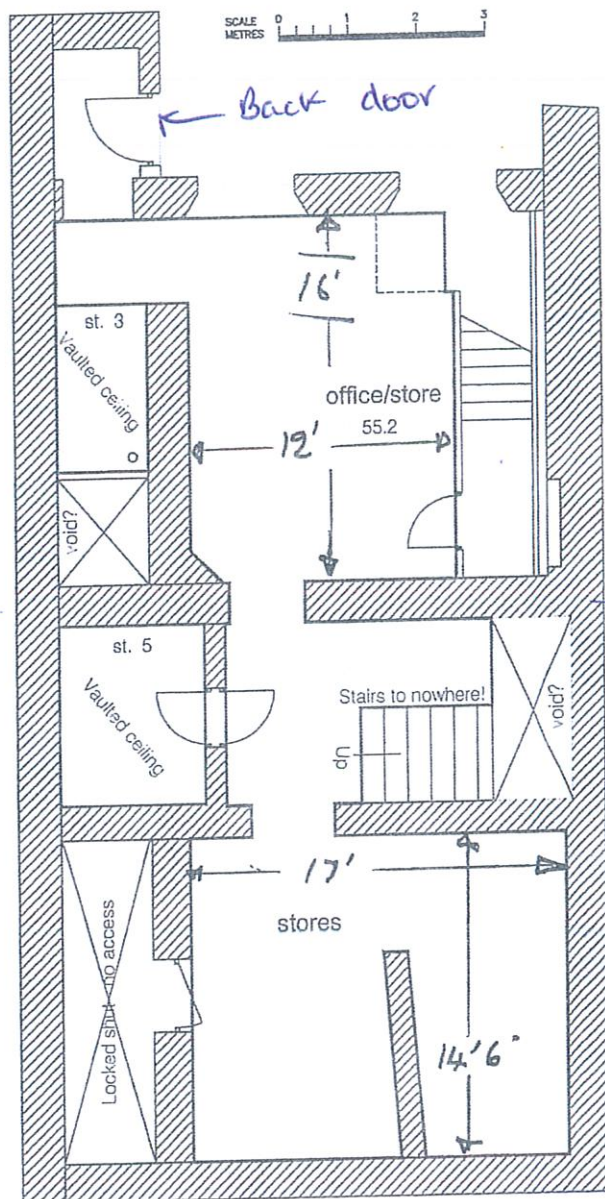 SCALE METRES 0 1 2 3
Back door
st. 3
Vaulted ceiling
16'
office/store
55.2
12'
void?
st. 5
Vaulted ceiling
Stairs to nowhere!
up
void?
17'
stores
Locked shut no access
14'6"